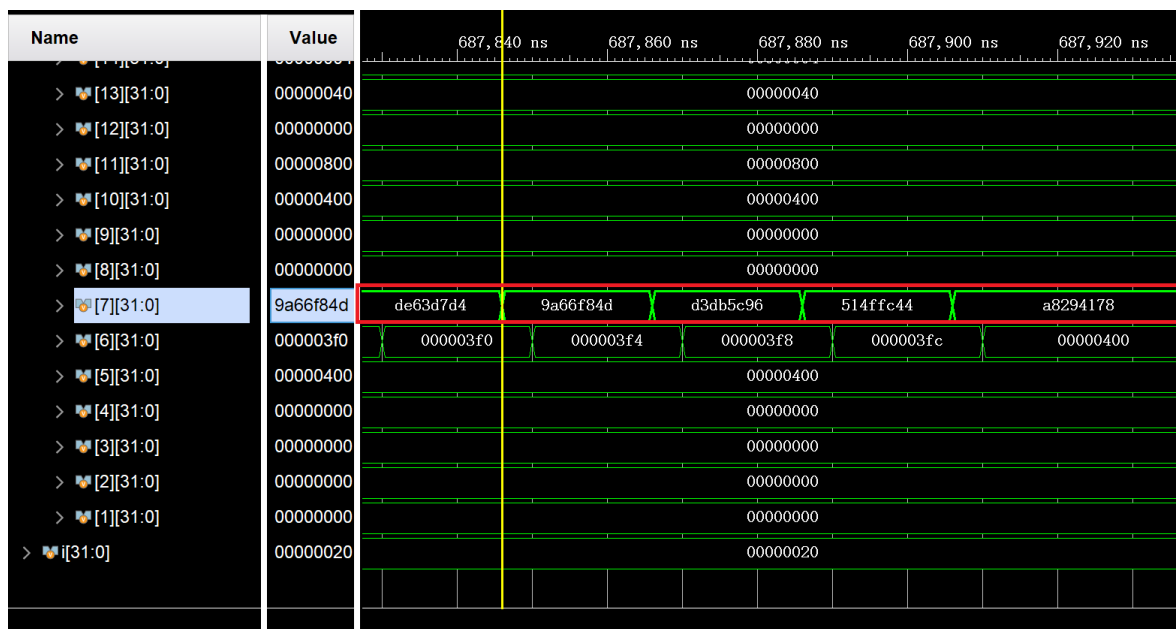 Name Value 687,840 ns 687,860 ns 687,880 ns 687,900 ns 687,920 ns
[13][31:0] 00000040 00000040
[12][31:0] 00000000 00000000
[11][31:0] 00000800 00000800
[10][31:0] 00000400 00000400
[9][31:0] 00000000 00000000
[8][31:0] 00000000 00000000
[7][31:0] 9a66f84d de63d7d4 9a66f84d d3db5c96 514ffc44 a8294178
[6][31:0] 000003f0 000003f0 000003f4 000003f8 000003fc 00000400
[5][31:0] 00000400 00000400
[4][31:0] 00000000 00000000
[3][31:0] 00000000 00000000
[2][31:0] 00000000 00000000
[1][31:0] 00000000 00000000
i[31:0] 00000020 00000020